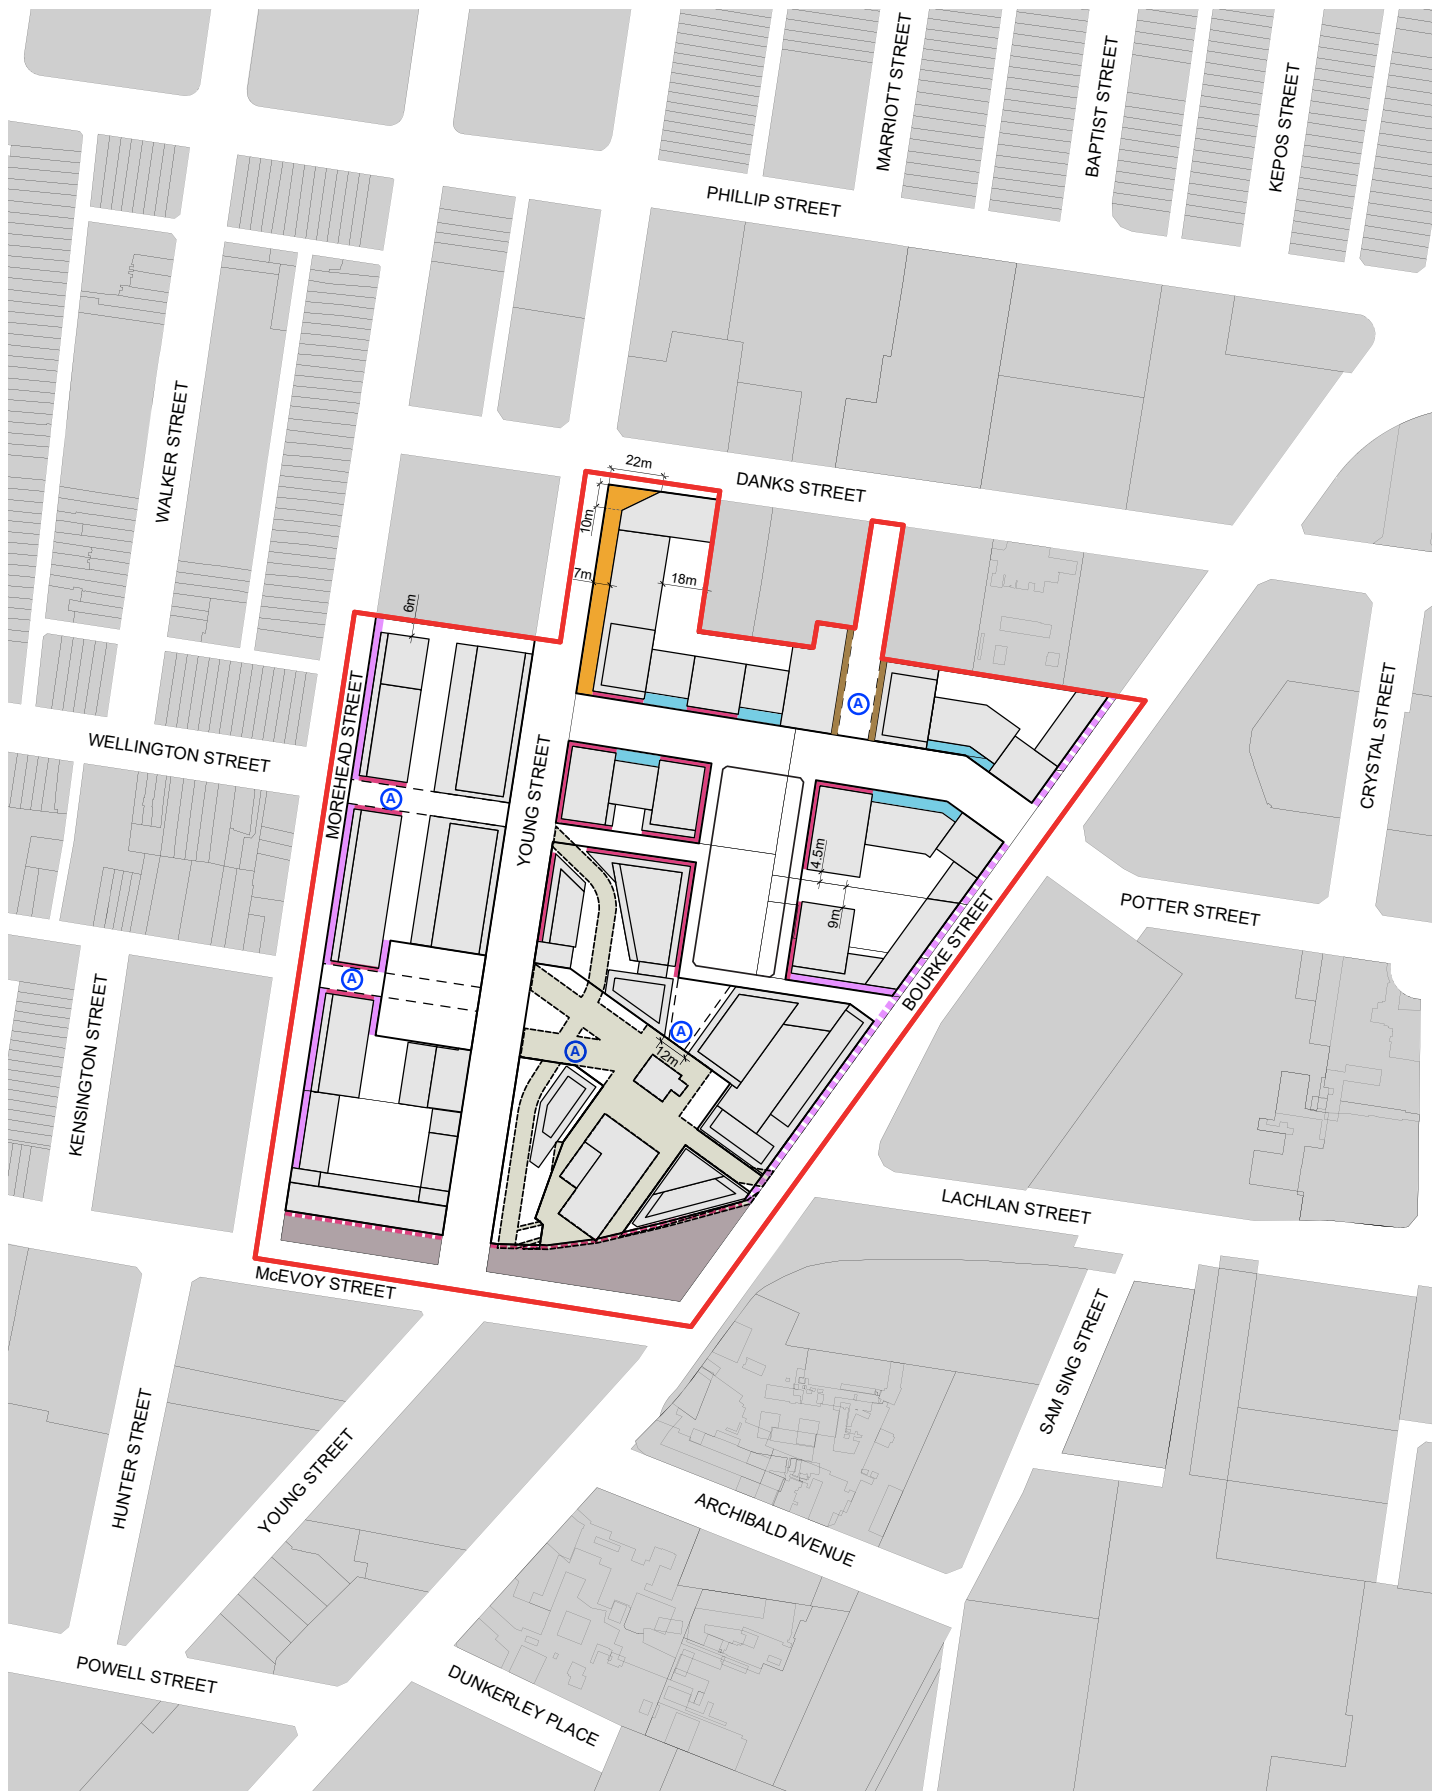 MARRIOTT STREET
BAPTIST STREET
KEPOS STREET
PHILLIP STREET
WALKER STREET
22m
DANKS STREET
10m
7m
18m
6m
MOREHEAD STREET
WELLINGTON STREET
A
A
YOUNG STREET
CRYSTAL STREET
4.5m
9m
POTTER STREET
BOURKE STREET
A
A
A
12m
KENSINGTON STREET
LACHLAN STREET
McEVOY STREET
SAM SING STREET
HUNTER STREET
YOUNG STREET
ARCHIBALD AVENUE
POWELL STREET
DUNKERLEY PLACE